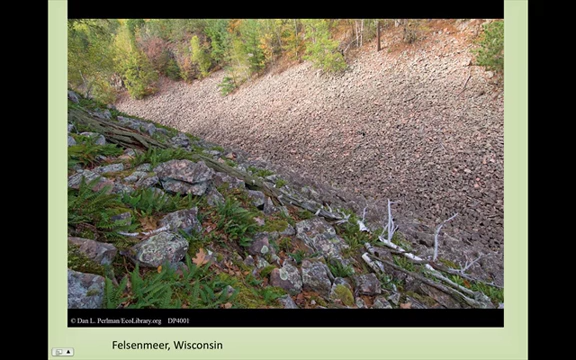 © Dan L. Perlman/EcoLibrary.org DP4001
Felsenmeer, Wisconsin